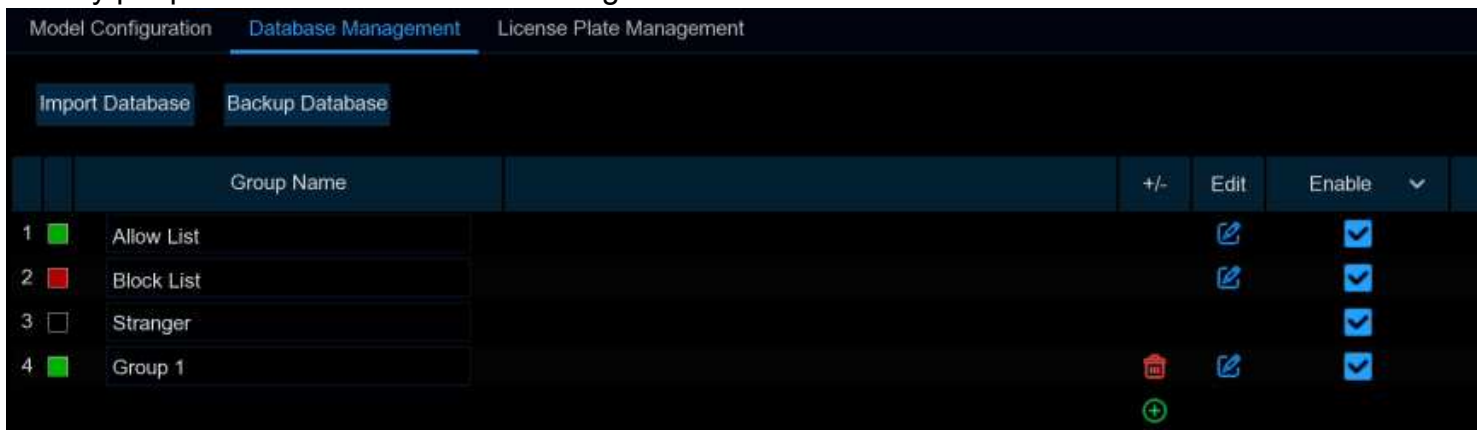 Model Configuration Database Management License Plate Management
Import Database Backup Database
Group Name +/- Edit Enable
1 Allow List
2 Block List
3 Stranger
4 Group 1